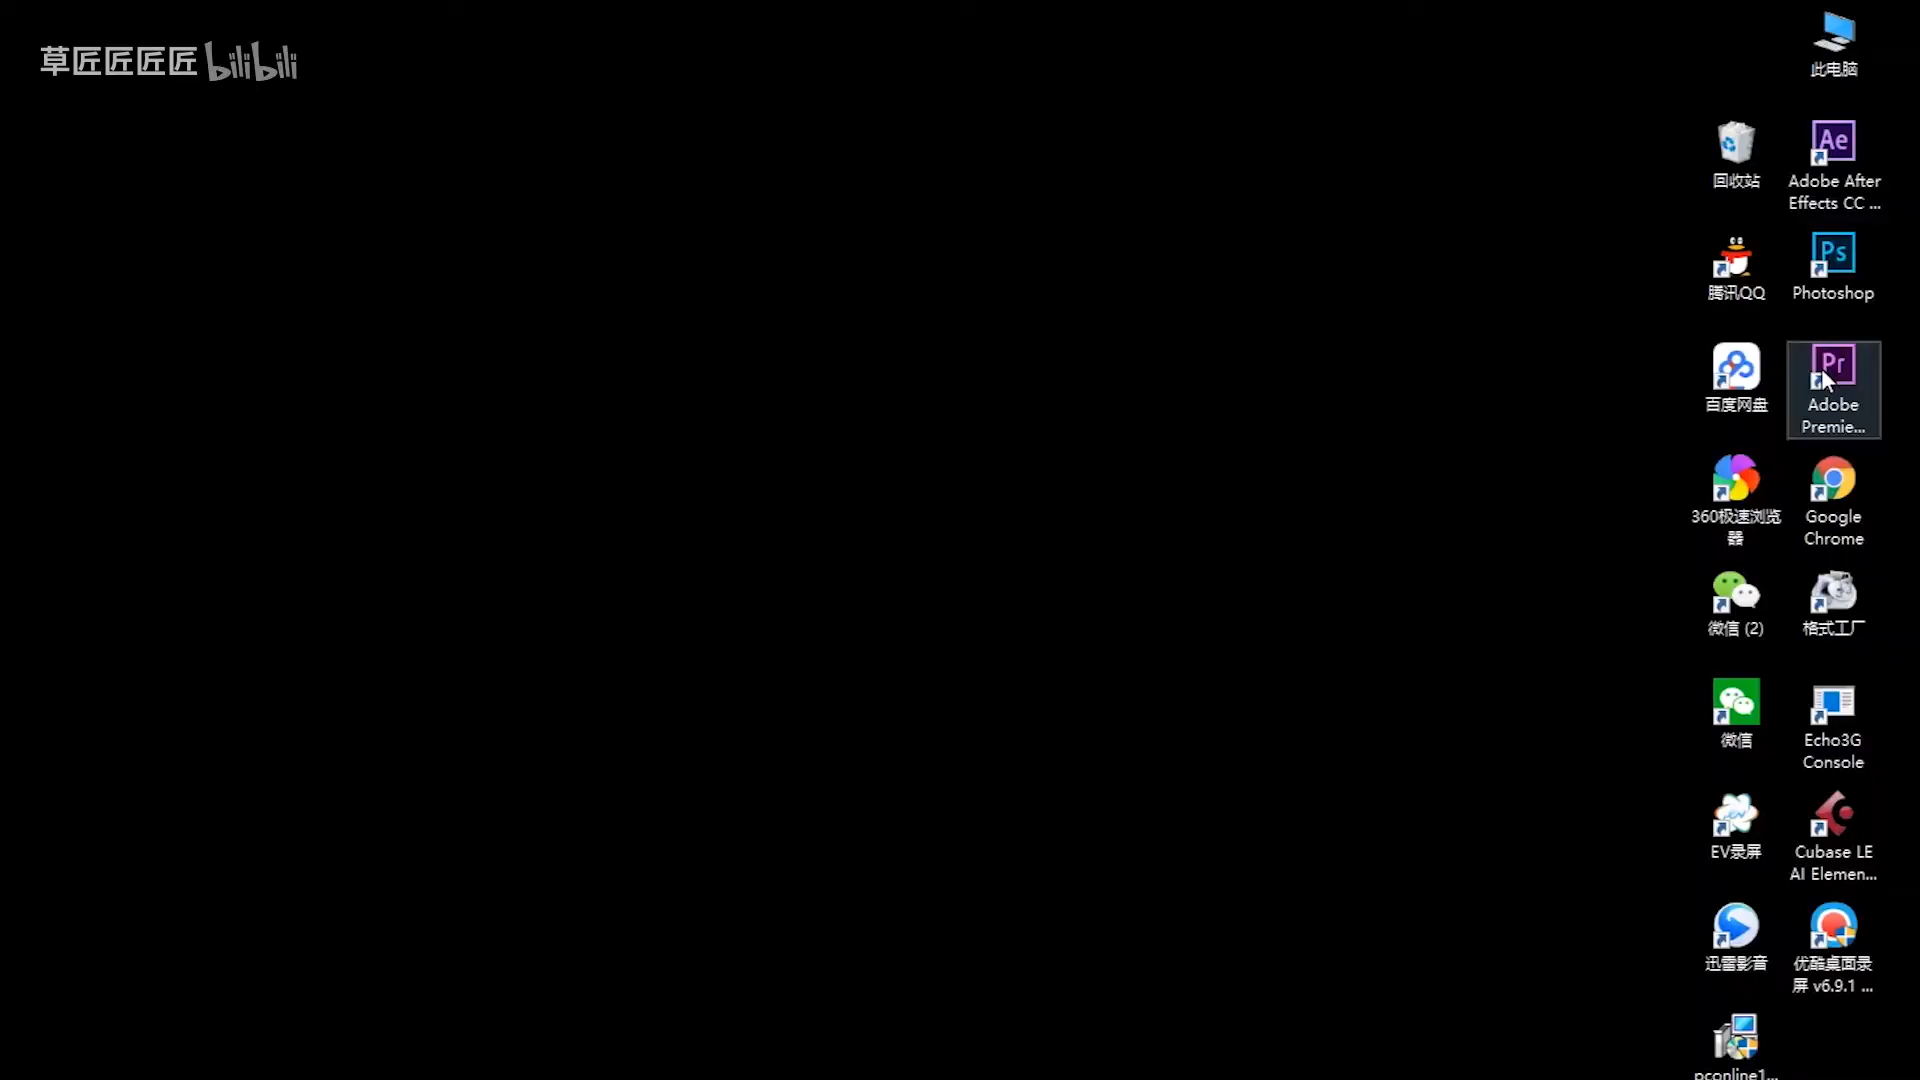 草匠匠匠匠 bilibili
此电脑
回收站
Ae
Adobe After
Effects CC ...
腾讯QQ
Ps
Photoshop
百度网盘
Pr
Adobe
Premie...
360极速浏览
器
Google
Chrome
微信 (2)
格式工厂
微信
Echo3G
Console
EV录屏
Cubase LE
AI Elemen...
迅雷影音
优酷桌面录
屏 v6.9.1 ...
pconline1...